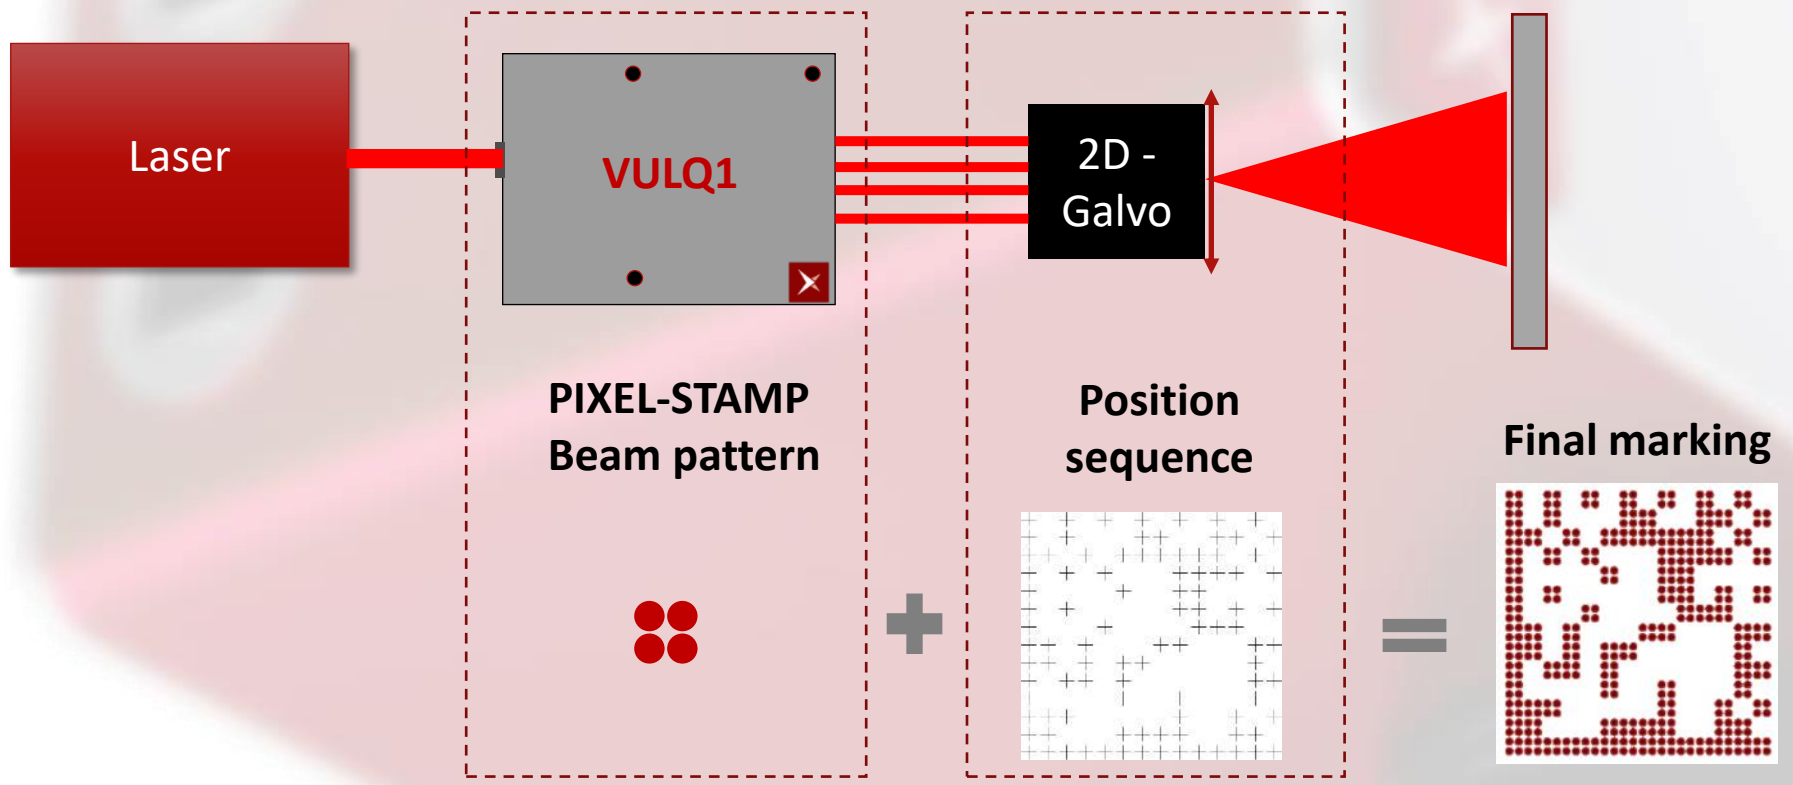 Laser
VULQ1
2D -
Galvo
PIXEL-STAMP
Beam pattern
Position
sequence
Final marking